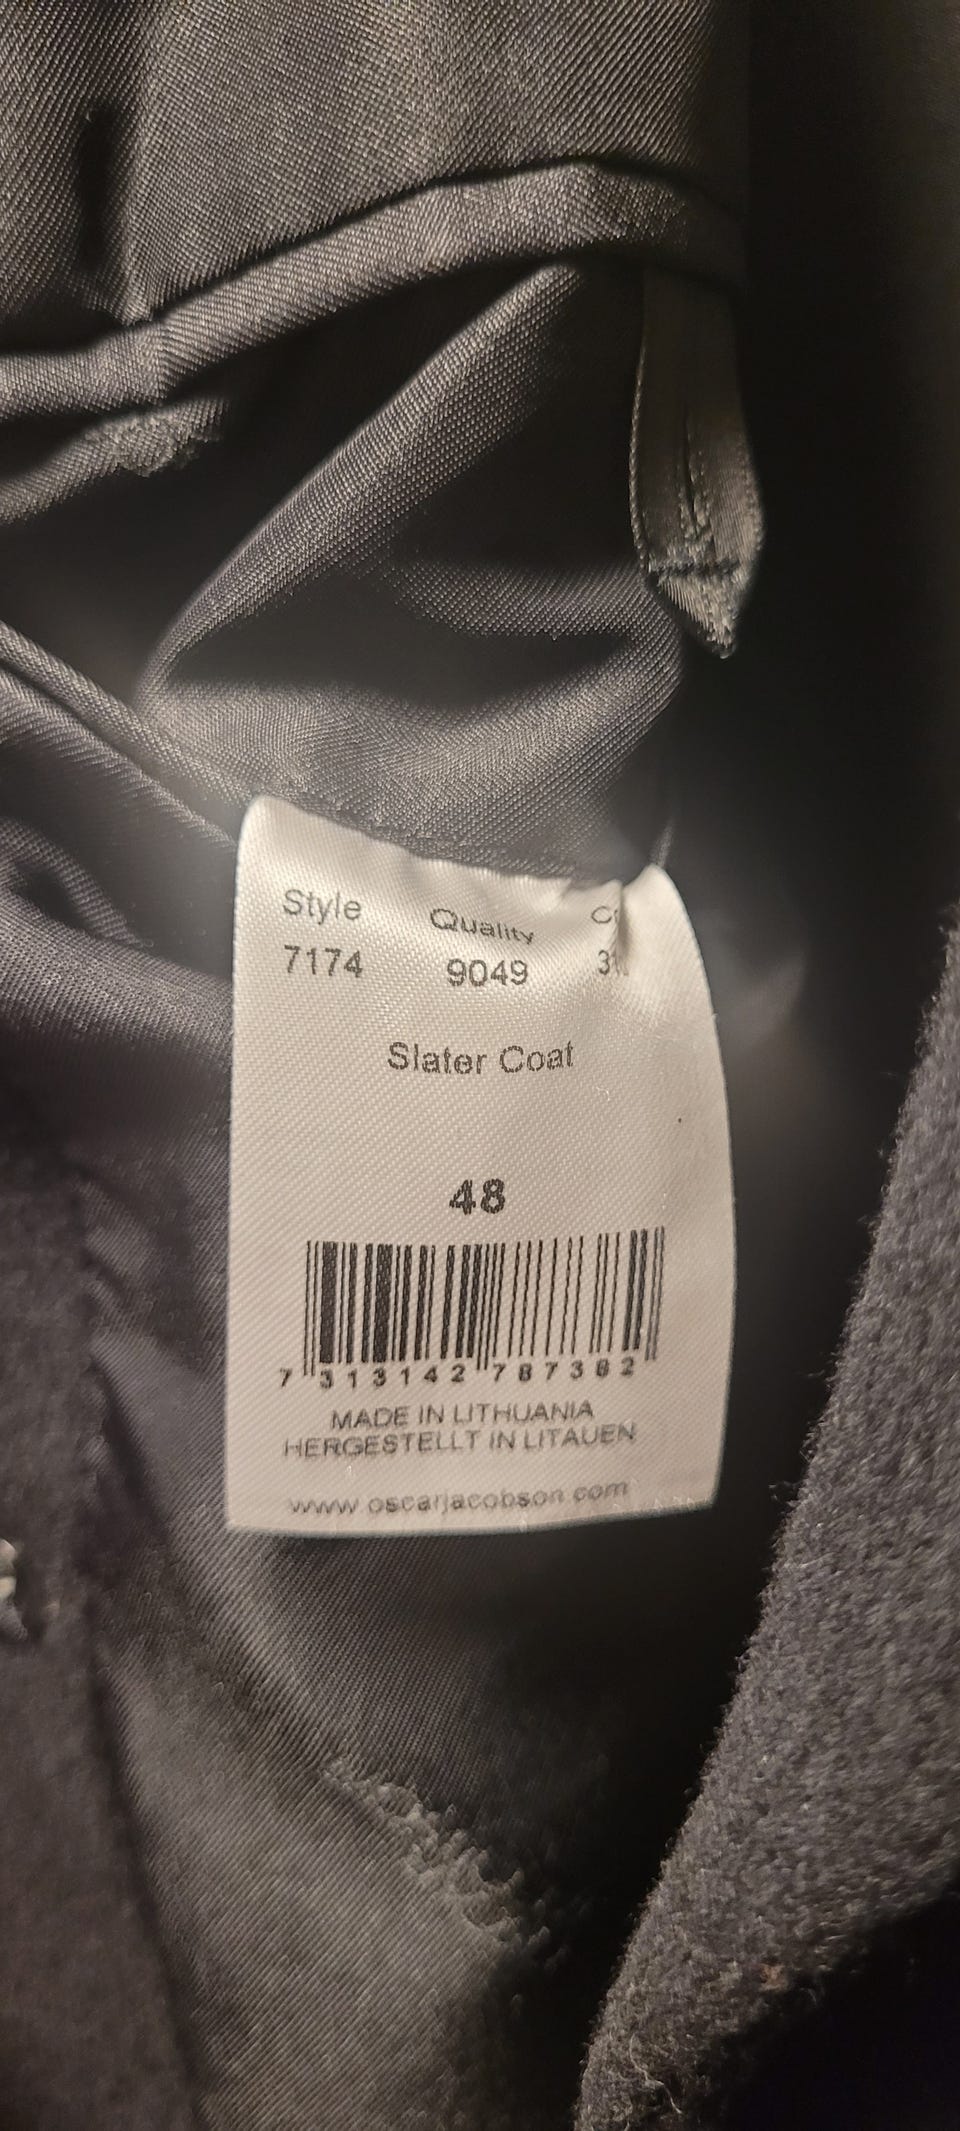 Style Quality
7174 9049
Slater Coat
48
7 313142 787382
MADE IN LITHUANIA
HERGESTELLT IN LITAUEN
www.oscarjacobson.com